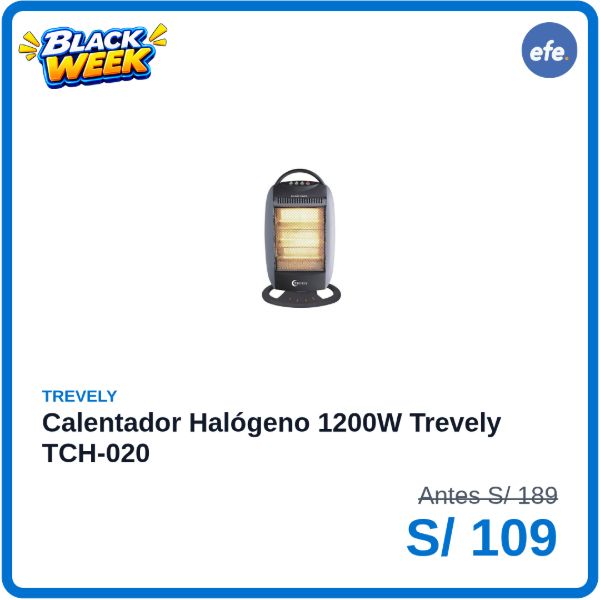 BLACK
WEEK
efe.
TREVELY
Calentador Halógeno 1200W Trevely
TCH-020
Antes S/ 189
S/ 109